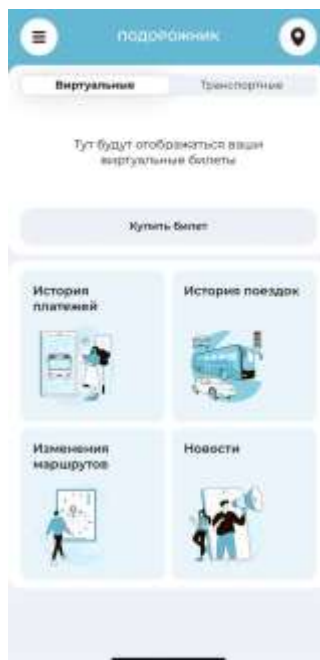 ПОДОРОЖНИК
Виртуальные
Транспортные
Тут будут отображаться ваши
виртуальные билеты
Купить билет
История
платежей
История поездок
Изменения
маршрутов
Новости